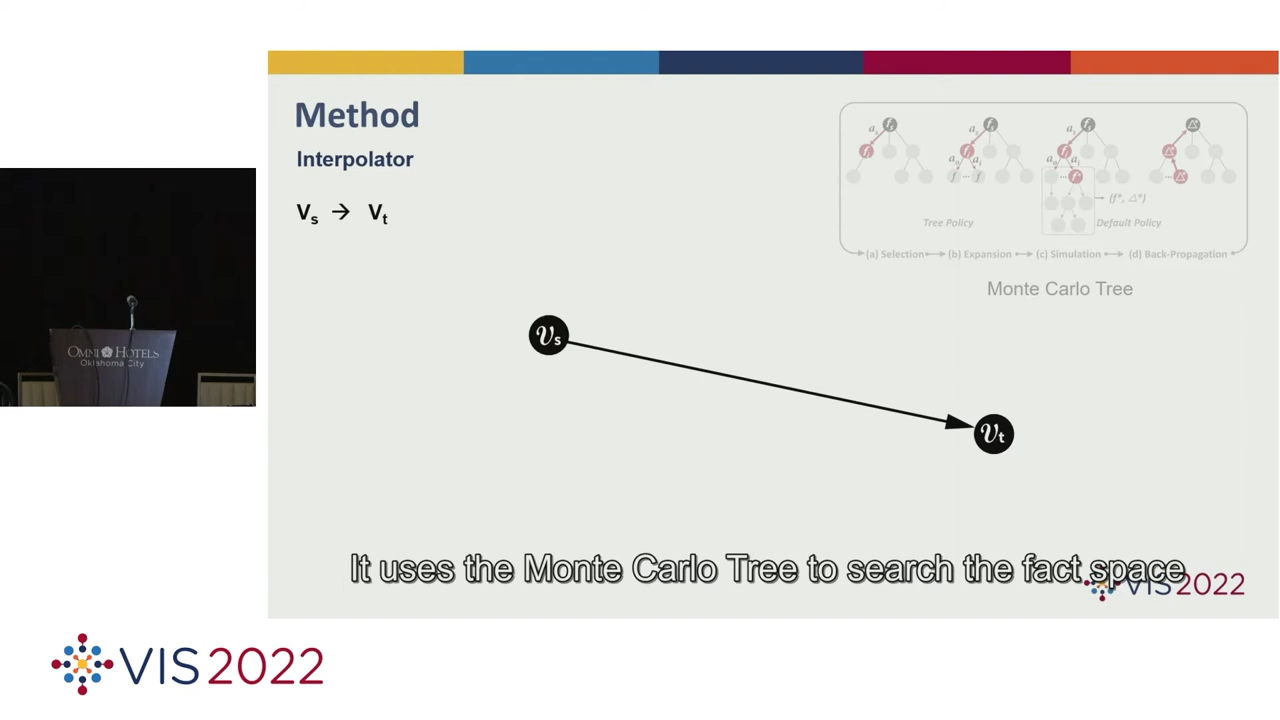 Method
Interpolator
Vs → Vt
Tree Policy
Default Policy
(a) Selection
(b) Expansion
(c) Simulation
(d) Back-Propagation
Monte Carlo Tree
vs
vt
OMNI HOTELS
Oklahoma City
It uses the Monte Carlo Tree to search the fact space
VIS2022
VIS2022